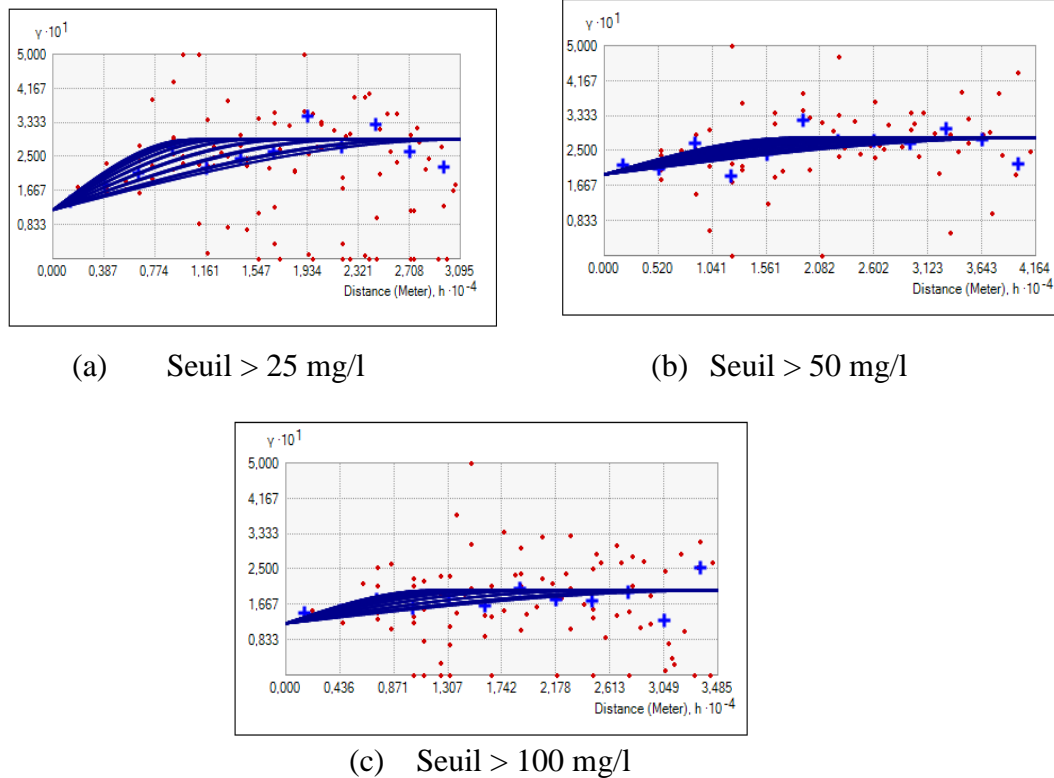 γ ·10¹
5,000
4,167
3,333
2,500
1,667
0,833
0,000 0,387 0,774 1,161 1,547 1,934 2,321 2,708 3,095
Distance (Meter), h ·10⁻⁴
γ ·10¹
5,000
4,167
3,333
2,500
1,667
0,833
0.000 0.520 1.041 1.561 2.082 2.602 3.123 3.643 4.164
Distance (Meter), h ·10⁻⁴
(a) Seuil > 25 mg/l
(b) Seuil > 50 mg/l
γ ·10¹
5,000
4,167
3,333
2,500
1,667
0,833
0,000 0,436 0,871 1,307 1,742 2,178 2,613 3,049 3,485
Distance (Meter), h ·10⁻⁴
(c) Seuil > 100 mg/l